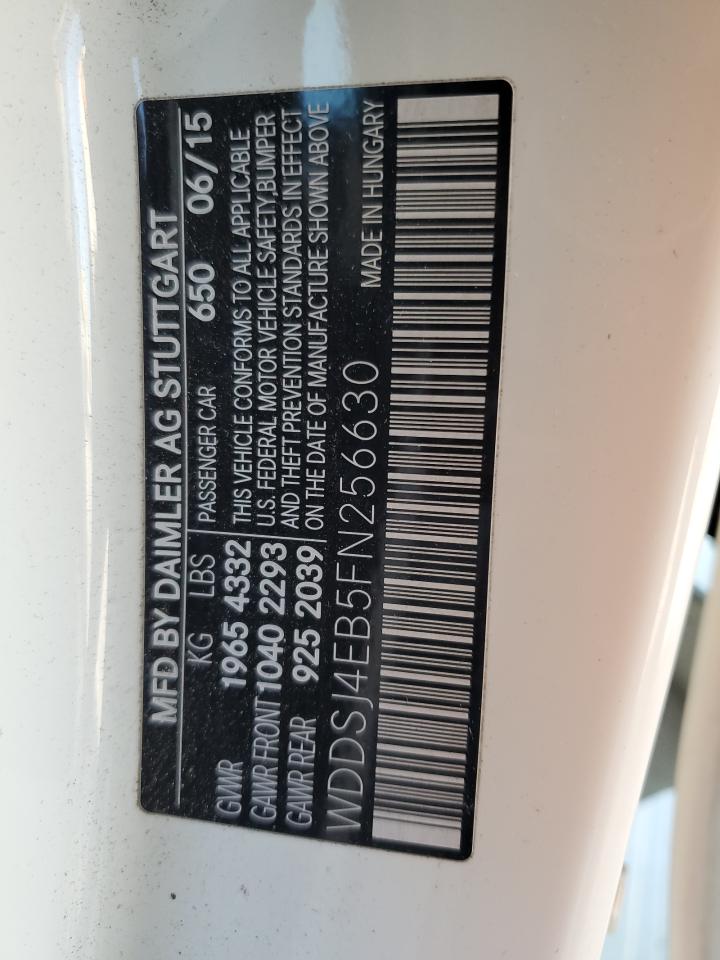 MFD BY DAIMLER AG STUTTGART
KG LBS PASSENGER CAR 650 06/15
GVWR 1965 4332 THIS VEHICLE CONFORMS TO ALL APPLICABLE
GAWR FRONT 1040 2293 U.S. FEDERAL MOTOR VEHICLE SAFETY,BUMPER
GAWR REAR 925 2039 AND THEFT PREVENTION STANDARDS IN EFFECT
ON THE DATE OF MANUFACTURE SHOWN ABOVE
WDDSJ4EB5FN256630 MADE IN HUNGARY